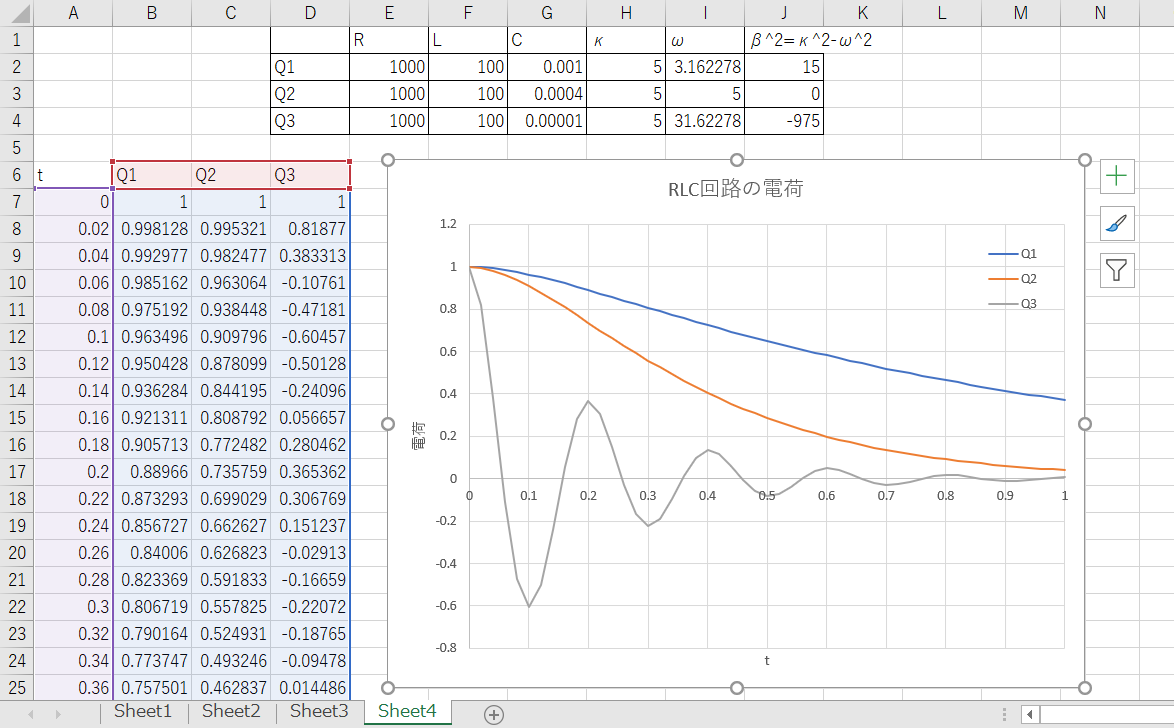 A B C D E F G H I J K L M N
1 R L C κ ω β^2=κ^2-ω^2
2 Q1 1000 100 0.001 5 3.162278 15
3 Q2 1000 100 0.0004 5 5 0
4 Q3 1000 100 0.00001 5 31.62278 -975
5
6 t Q1 Q2 Q3
7 0 1 1 1
8 0.02 0.998128 0.995321 0.81877
9 0.04 0.992977 0.982477 0.383313
10 0.06 0.985162 0.963064 -0.10761
11 0.08 0.975192 0.938448 -0.47181
12 0.1 0.963496 0.909796 -0.60457
13 0.12 0.950428 0.878099 -0.50128
14 0.14 0.936284 0.844195 -0.24096
15 0.16 0.921311 0.808792 0.056657
16 0.18 0.905713 0.772482 0.280462
17 0.2 0.88966 0.735759 0.365362
18 0.22 0.873293 0.699029 0.306769
19 0.24 0.856727 0.662627 0.151237
20 0.26 0.84006 0.626823 -0.02913
21 0.28 0.823369 0.591833 -0.16659
22 0.3 0.806719 0.557825 -0.22072
23 0.32 0.790164 0.524931 -0.18765
24 0.34 0.773747 0.493246 -0.09478
25 0.36 0.757501 0.462837 0.014486
RLC回路の電荷
1.2
1
0.8
0.6
0.4
0.2
0
-0.2
-0.4
-0.6
-0.8
電荷
Q1
Q2
Q3
0 0.1 0.2 0.3 0.4 0.5 0.6 0.7 0.8 0.9 1
t
Sheet1 Sheet2 Sheet3 Sheet4